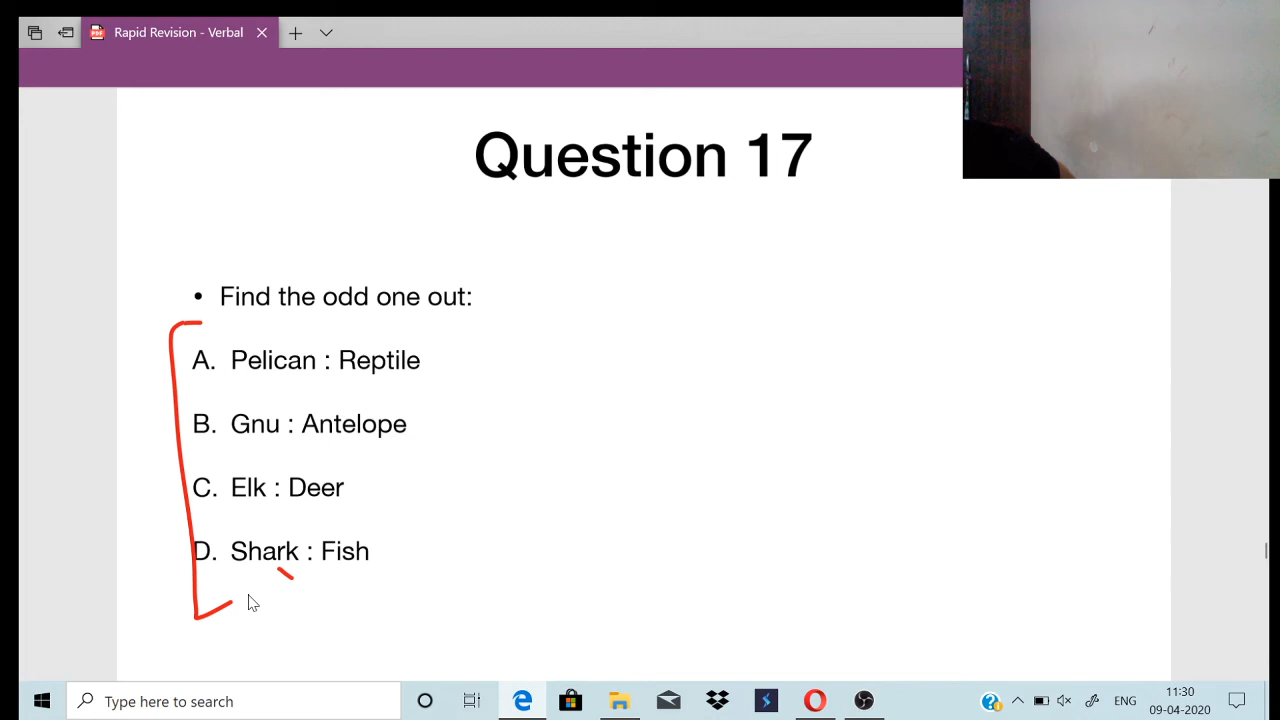 Rapid Revision - Verbal
Question 17
• Find the odd one out:
A. Pelican : Reptile
B. Gnu : Antelope
C. Elk : Deer
D. Shark : Fish
Type here to search
ENG
11:30
09-04-2020